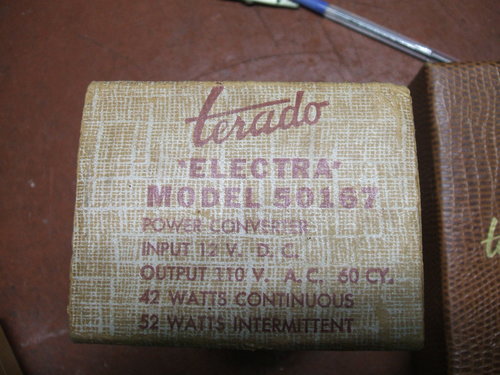 terado
"ELECTRA"
MODEL 50167
POWER CONVERTER
INPUT 12 V. D. C.
OUTPUT 110 V. A. C. 60 CY.
42 WATTS CONTINUOUS
52 WATTS INTERMITTENT